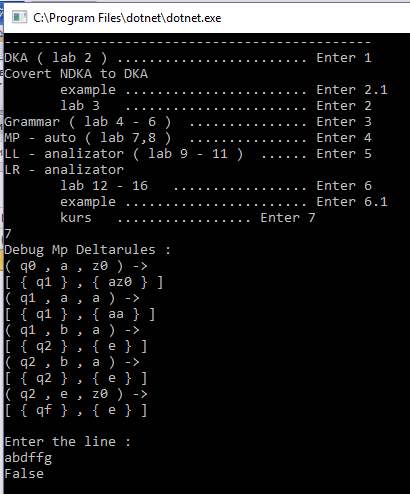 C:\Program Files\dotnet\dotnet.exe
------------------------------------------------
DKA ( lab 2 ) ........................ Enter 1
Covert NDKA to DKA
example ....................... Enter 2.1
lab 3 ....................... Enter 2
Grammar ( lab 4 - 6 ) ............... Enter 3
MP - auto ( lab 7,8 ) ............... Enter 4
LL - analizator ( lab 9 - 11 ) ...... Enter 5
LR - analizator
lab 12 - 16 ................ Enter 6
example ....................... Enter 6.1
kurs .................. Enter 7
7
Debug Mp Deltarules :
( q0 , a , z0 ) ->
[ { q1 } , { az0 } ]
( q1 , a , a ) ->
[ { q1 } , { aa } ]
( q1 , b , a ) ->
[ { q2 } , { e } ]
( q2 , b , a ) ->
[ { q2 } , { e } ]
( q2 , e , z0 ) ->
[ { qf } , { e } ]
Enter the line :
abdffg
False